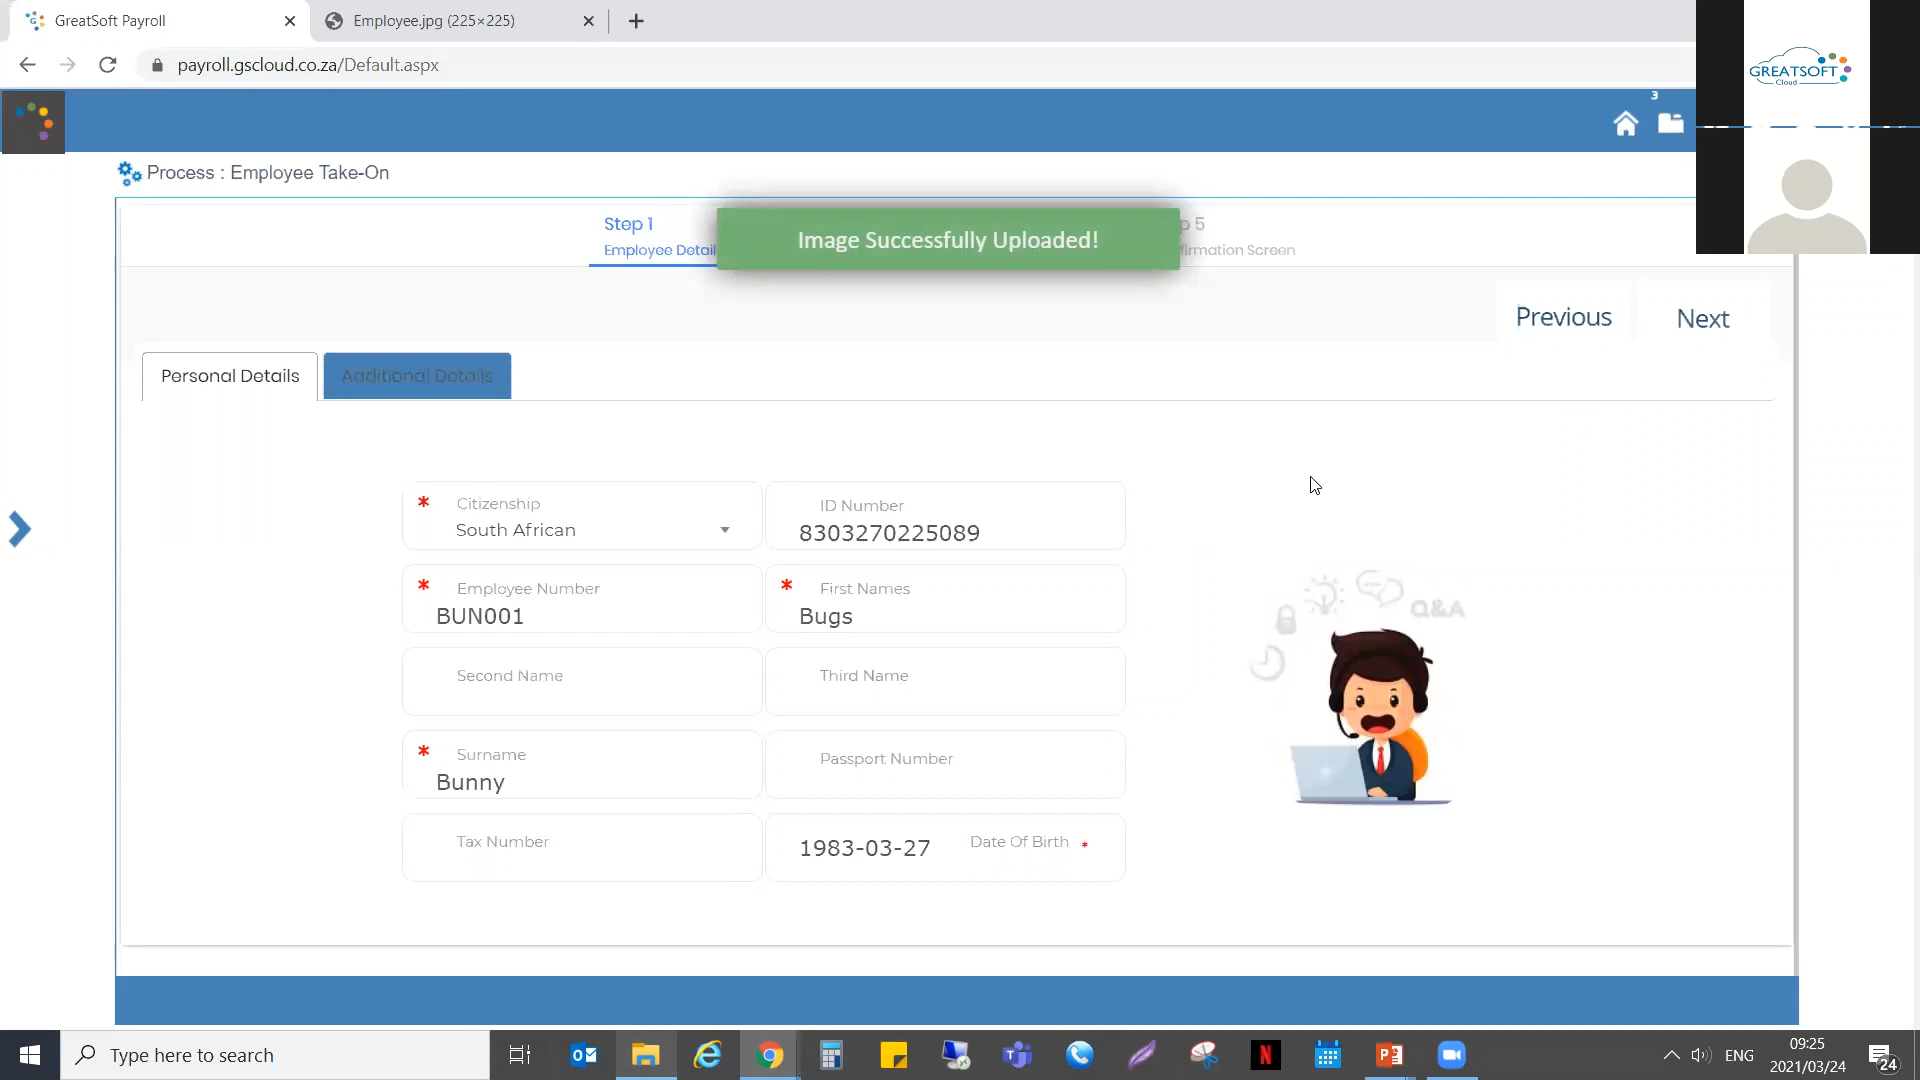 GreatSoft Payroll
Employee.jpg (225×225)
payroll.gscloud.co.za/Default.aspx
GREATSOFT
Cloud
3
Process : Employee Take-On
Step 1
Employee Detail
Image Successfully Uploaded!
p 5
firmation Screen
Previous
Next
Personal Details
Additional Details
* Citizenship
South African
ID Number
8303270225089
* Employee Number
BUN001
* First Names
Bugs
Second Name
Third Name
* Surname
Bunny
Passport Number
Tax Number
1983-03-27 Date Of Birth *
Q&A
Type here to search
ENG
09:25
2021/03/24
24